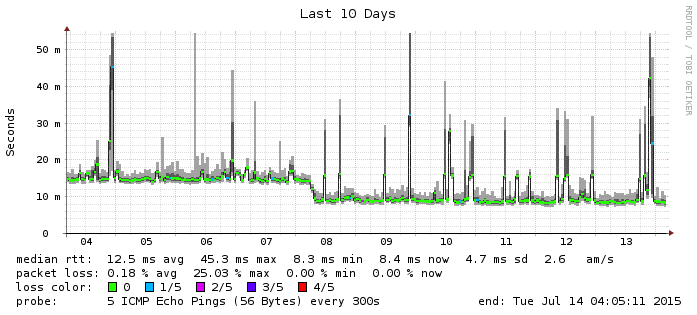 Last 10 Days
RRDTOOL / TOBI OETIKER
Seconds
50 m
40 m
30 m
20 m
10 m
0
04 05 06 07 08 09 10 11 12 13
median rtt: 12.5 ms avg 45.3 ms max 8.3 ms min 8.4 ms now 4.7 ms sd 2.6 am/s
packet loss: 0.18 % avg 25.03 % max 0.00 % min 0.00 % now
loss color: 0 1/5 2/5 3/5 4/5
probe: 5 ICMP Echo Pings (56 Bytes) every 300s end: Tue Jul 14 04:05:11 2015